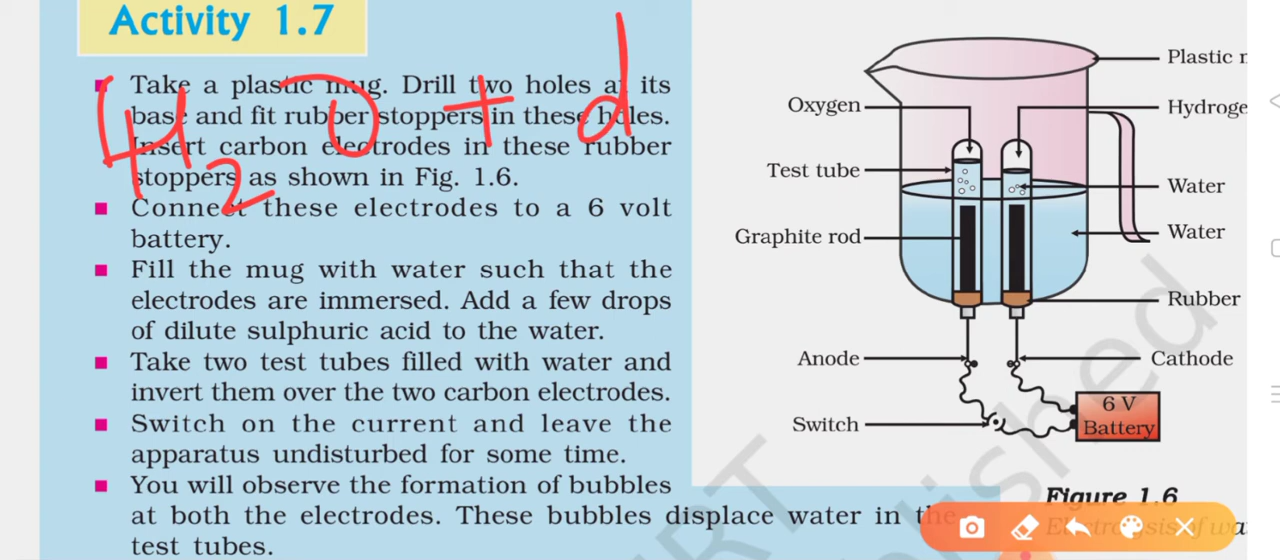 Activity 1.7
Take a plastic mug. Drill two holes at its
base and fit rubber stoppers in these holes.
Insert carbon electrodes in these rubber
stoppers as shown in Fig. 1.6.
Connect these electrodes to a 6 volt
battery.
Fill the mug with water such that the
electrodes are immersed. Add a few drops
of dilute sulphuric acid to the water.
Take two test tubes filled with water and
invert them over the two carbon electrodes.
Switch on the current and leave the
apparatus undisturbed for some time.
You will observe the formation of bubbles
at both the electrodes. These bubbles displace water in the
test tubes.
H2O + d
Plastic
Oxygen
Hydroge
Test tube
Water
Graphite rod
Water
Rubber
Anode
Cathode
Switch
6 V
Battery
Figure 1.6
Electrolysis of wa